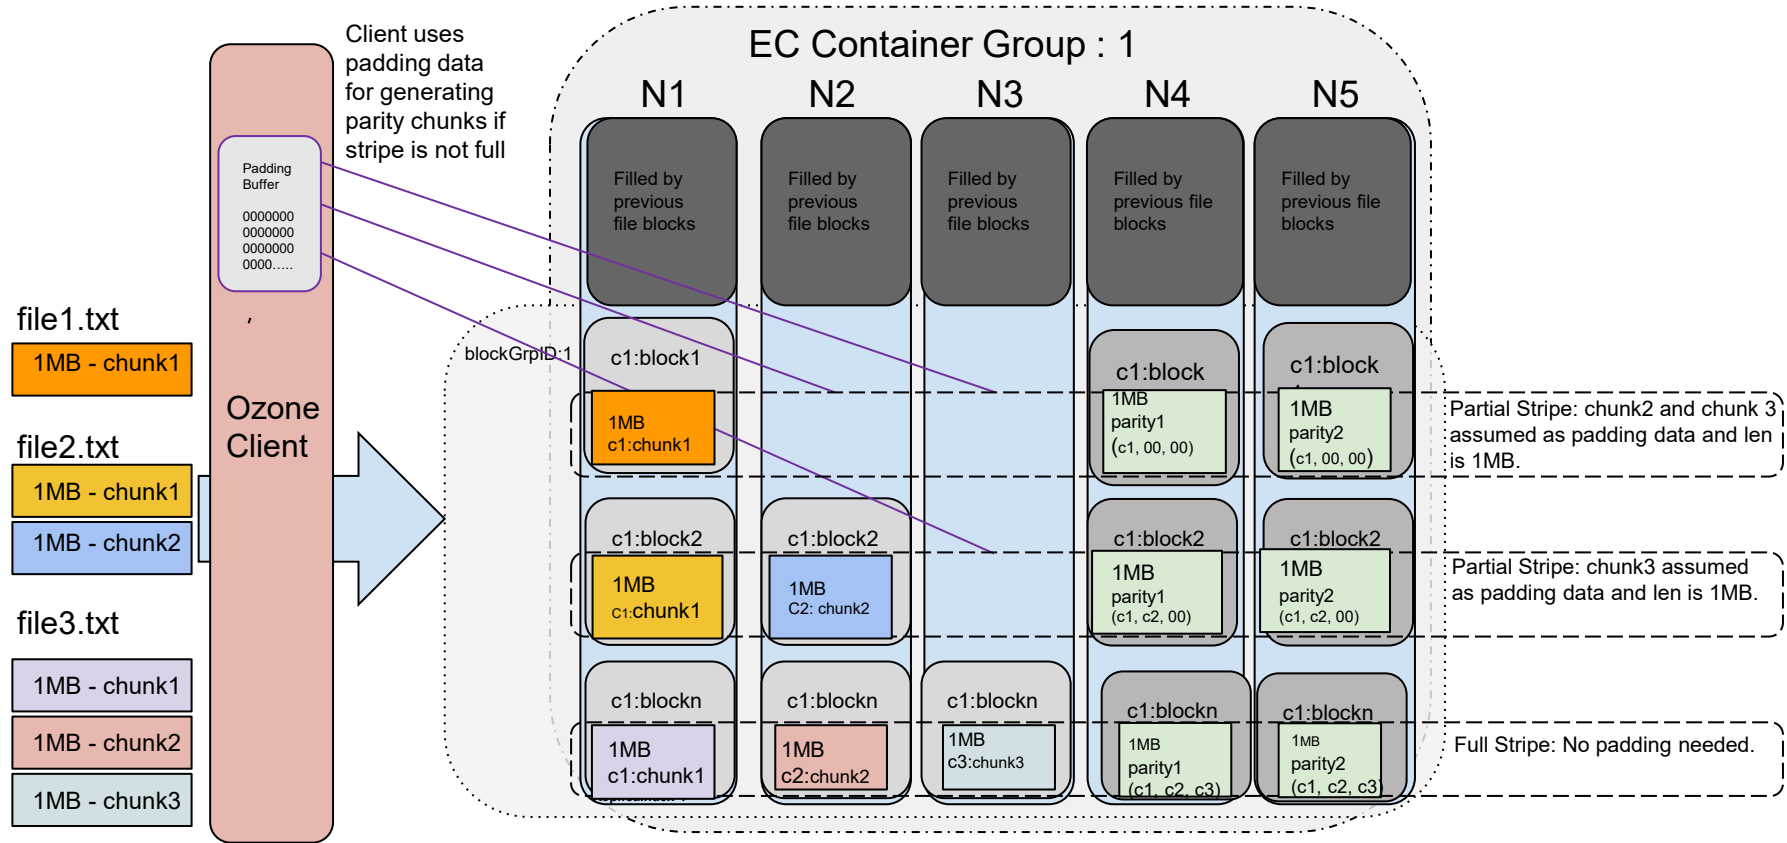 Client uses
padding data
for generating
parity chunks if
stripe is not full
EC Container Group : 1
N1
N2
N3
N4
N5
Padding
Buffer
0000000
0000000
0000000
0000…..
Filled by
previous
file blocks
Filled by
previous
file blocks
Filled by
previous
file blocks
Filled by
previous file
blocks
Filled by
previous file
blocks
file1.txt
1MB - chunk1
file2.txt
1MB - chunk1
1MB - chunk2
file3.txt
1MB - chunk1
1MB - chunk2
1MB - chunk3
,
Ozone
Client
blockGrpID:1
c1:block1
1MB
c1:chunk1
c1:block
1MB
parity1
(c1, 00, 00)
c1:block
1MB
parity2
(c1, 00, 00)
Partial Stripe: chunk2 and chunk 3
assumed as padding data and len
is 1MB.
c1:block2
1MB
C1:chunk1
c1:block2
1MB
C2: chunk2
c1:block2
1MB
parity1
(c1, c2, 00)
c1:block2
1MB
parity2
(c1, c2, 00)
Partial Stripe: chunk3 assumed
as padding data and len is 1MB.
c1:blockn
1MB
c1:chunk1
c1:blockn
1MB
c2:chunk2
c1:blockn
1MB
c3:chunk3
c1:blockn
1MB
parity1
(c1, c2, c3)
c1:blockn
1MB
parity2
(c1, c2, c3)
Full Stripe: No padding needed.